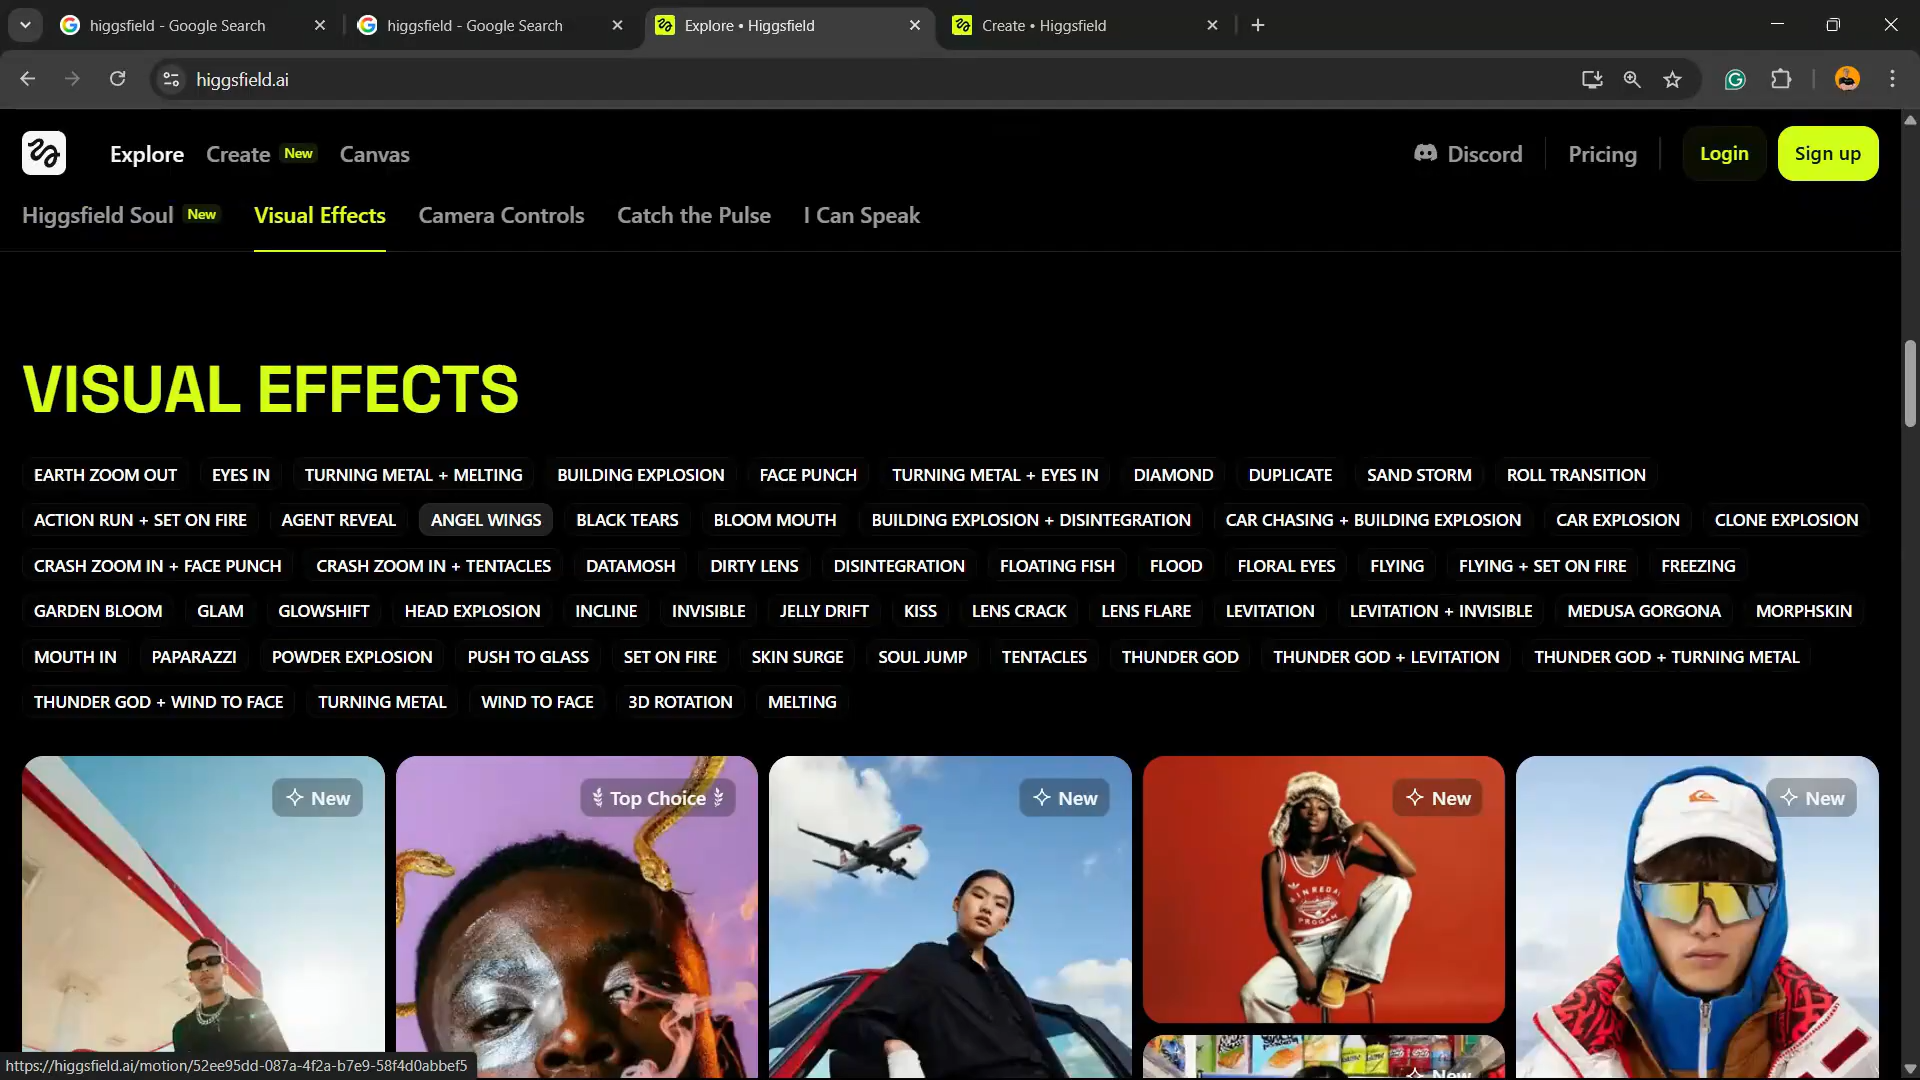 higgsfield - Google Search
higgsfield - Google Search
Explore • Higgsfield
Create • Higgsfield
higgsfield.ai
Explore Create New Canvas
Discord Pricing Login Sign up
Higgsfield Soul New Visual Effects Camera Controls Catch the Pulse I Can Speak
VISUAL EFFECTS
EARTH ZOOM OUT EYES IN TURNING METAL + MELTING BUILDING EXPLOSION FACE PUNCH TURNING METAL + EYES IN DIAMOND DUPLICATE SAND STORM ROLL TRANSITION
ACTION RUN + SET ON FIRE AGENT REVEAL ANGEL WINGS BLACK TEARS BLOOM MOUTH BUILDING EXPLOSION + DISINTEGRATION CAR CHASING + BUILDING EXPLOSION CAR EXPLOSION CLONE EXPLOSION
CRASH ZOOM IN + FACE PUNCH CRASH ZOOM IN + TENTACLES DATAMOSH DIRTY LENS DISINTEGRATION FLOATING FISH FLOOD FLORAL EYES FLYING FLYING + SET ON FIRE FREEZING
GARDEN BLOOM GLAM GLOWSHIFT HEAD EXPLOSION INCLINE INVISIBLE JELLY DRIFT KISS LENS CRACK LENS FLARE LEVITATION LEVITATION + INVISIBLE MEDUSA GORGONA MORPHSKIN
MOUTH IN PAPARAZZI POWDER EXPLOSION PUSH TO GLASS SET ON FIRE SKIN SURGE SOUL JUMP TENTACLES THUNDER GOD THUNDER GOD + LEVITATION THUNDER GOD + TURNING METAL
THUNDER GOD + WIND TO FACE TURNING METAL WIND TO FACE 3D ROTATION MELTING
New
Top Choice
New
New
New
New
https://higgsfield.ai/motion/52ee95dd-087a-4f2a-b7e9-58f4d0abbef5